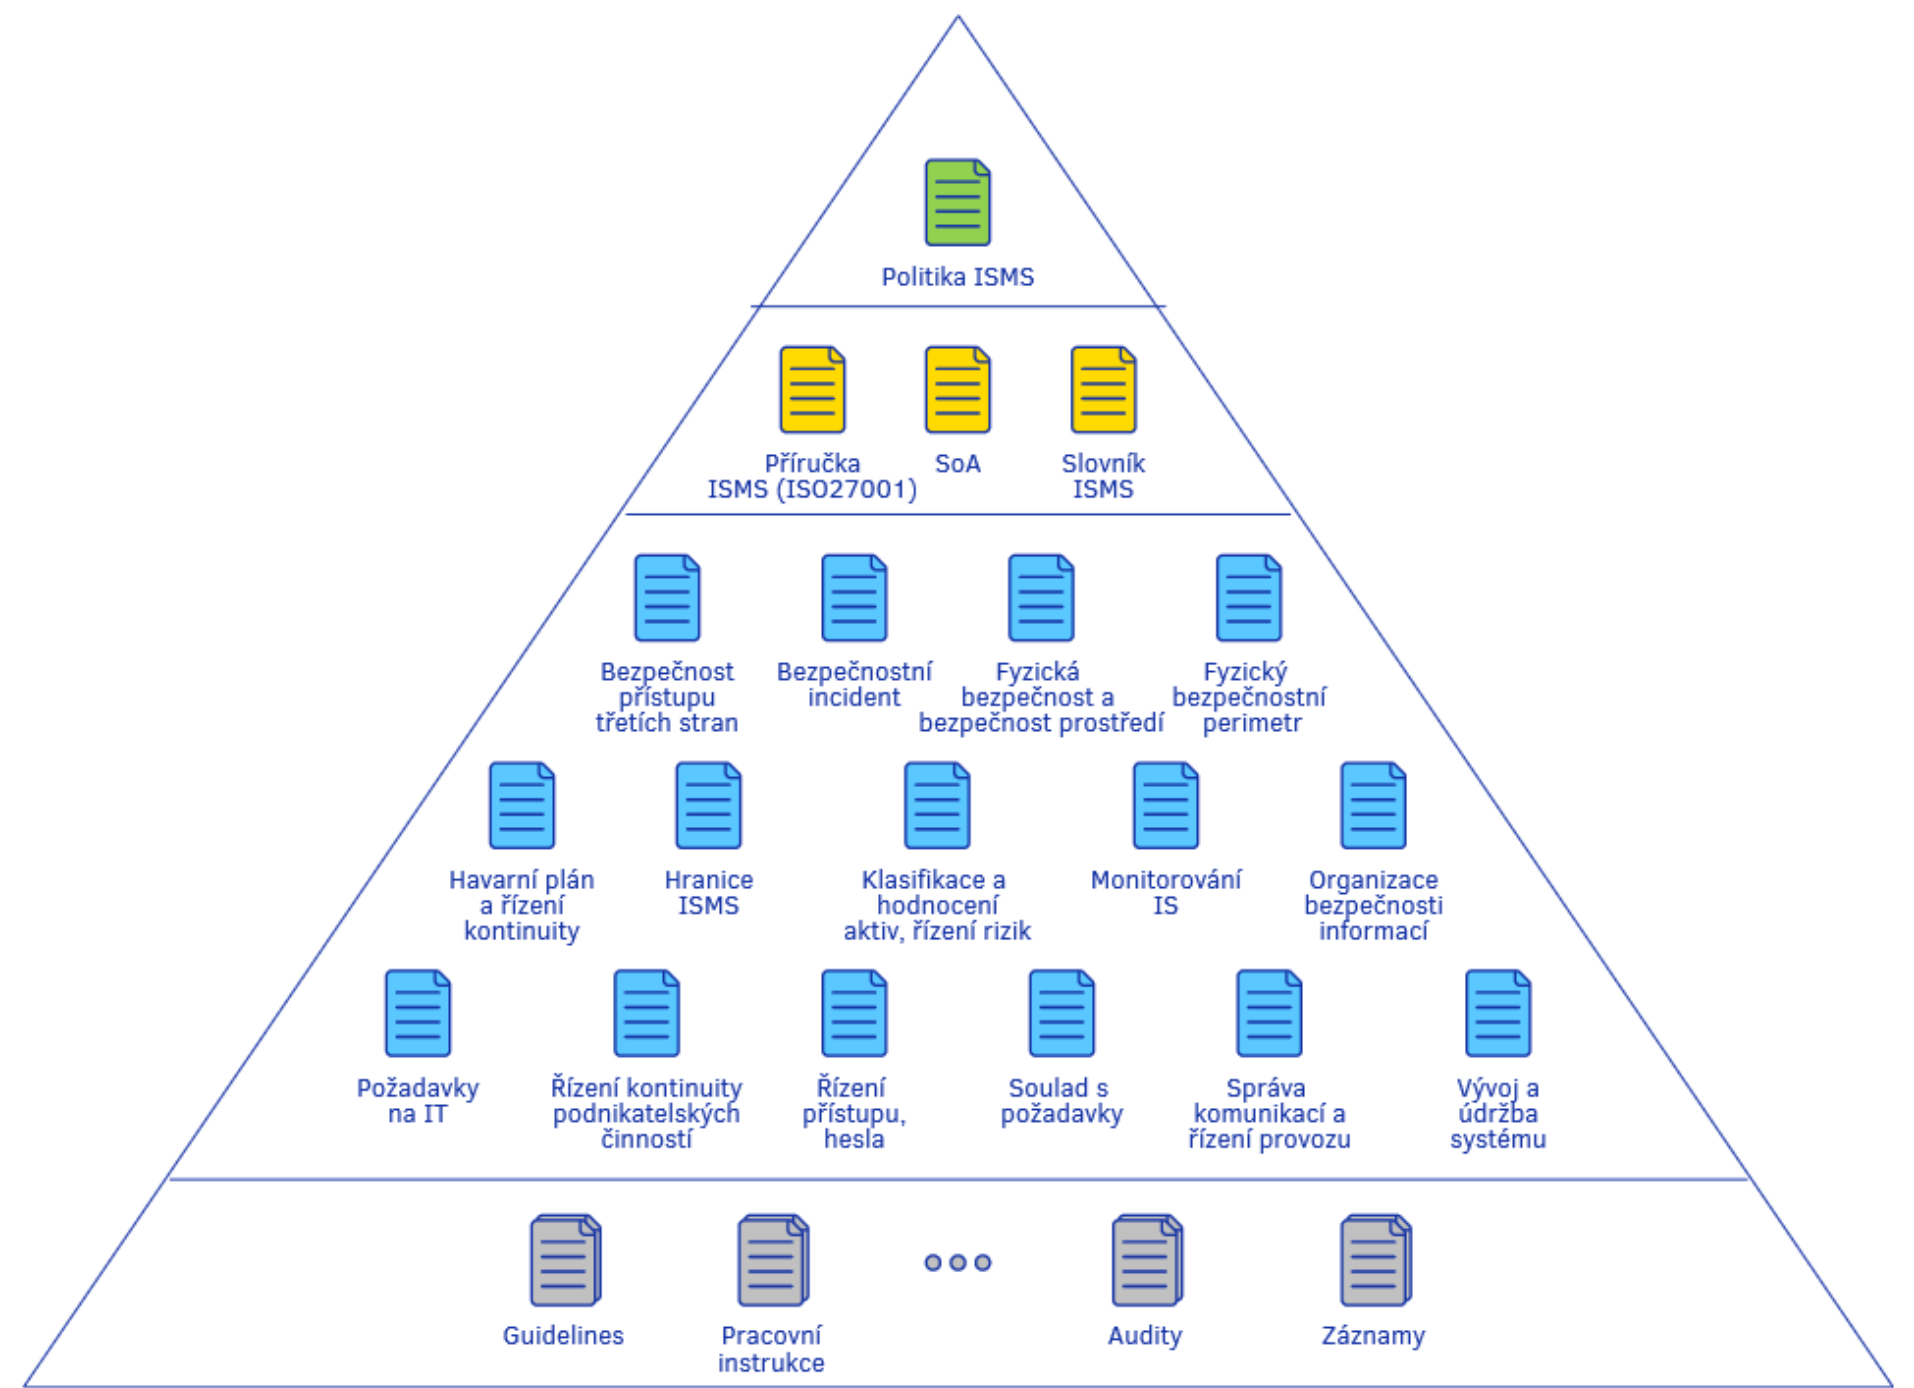 Politika ISMS
Příručka
ISMS (ISO27001)
SoA
Slovník
ISMS
Bezpečnost
přístupu
třetích stran
Bezpečnostní
incident
Fyzická
bezpečnost a
bezpečnost prostředí
Fyzický
bezpečnostní
perimetr
Havarní plán
a řízení
kontinuity
Hranice
ISMS
Klasifikace a
hodnocení
aktiv, řízení rizik
Monitorování
IS
Organizace
bezpečnosti
informací
Požadavky
na IT
Řízení kontinuity
podnikatelských
činností
Řízení
přístupu,
hesla
Soulad s
požadavky
Správa
komunikací a
řízení provozu
Vývoj a
údržba
systému
Guidelines
Pracovní
instrukce
Audity
Záznamy